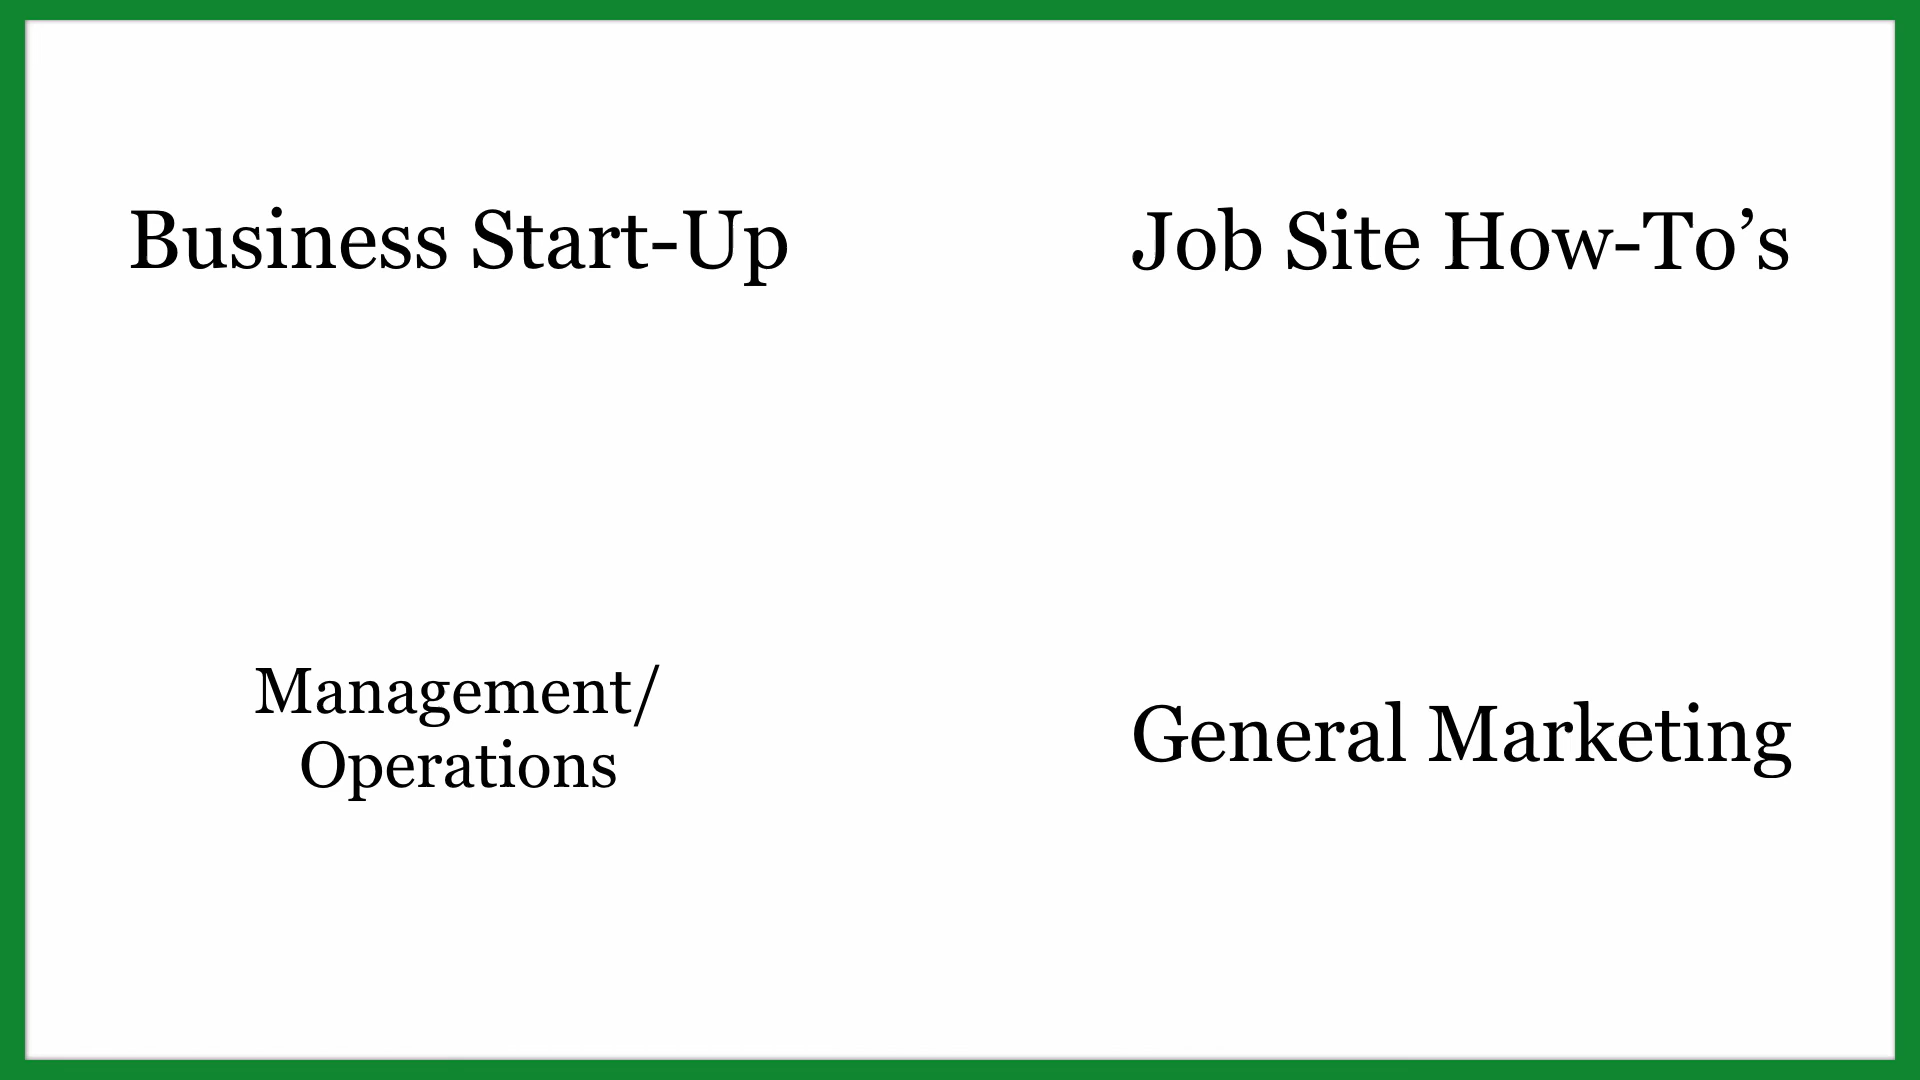 Business Start-Up
Job Site How-To’s
Management/
Operations
General Marketing